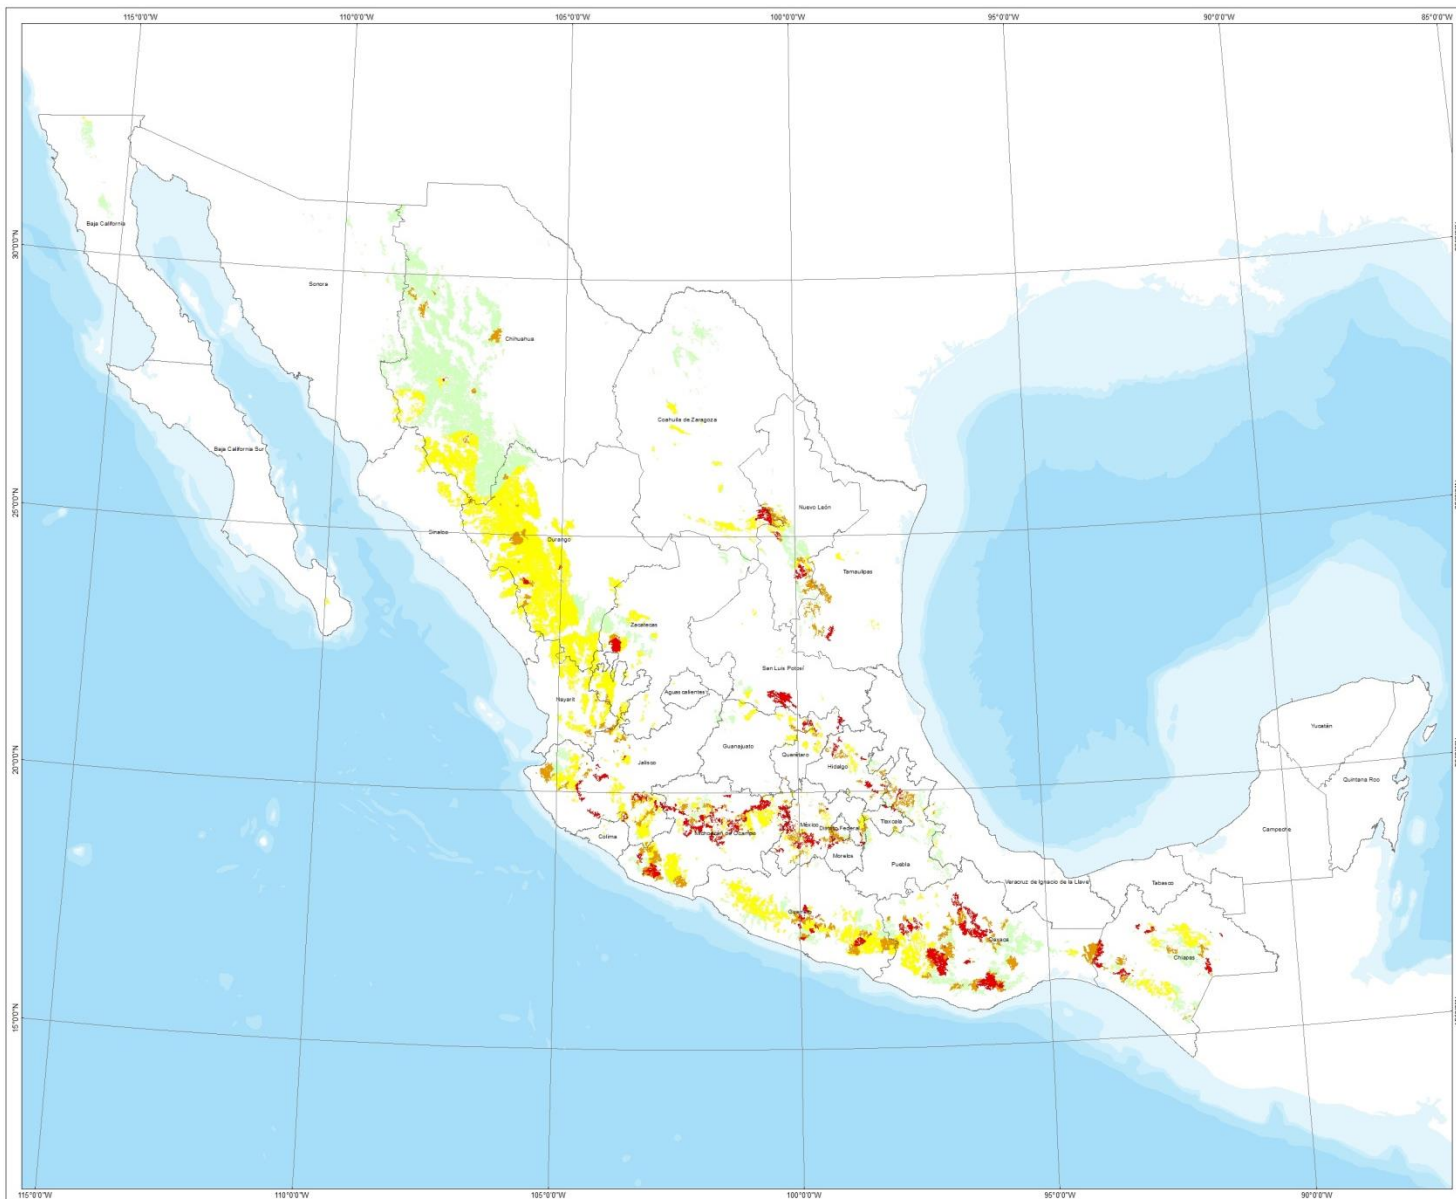 115°0'0"W
110°0'0"W
105°0'0"W
100°0'0"W
95°0'0"W
90°0'0"W
85°0'0"W
Baja California
30°0'0"N
Sonora
Chihuahua
Coahuila de Zaragoza
Baja California Sur
25°0'0"N
Nuevo León
Sinaloa
Durango
Tamaulipas
Zacatecas
San Luis Potosí
Aguascalientes
Nayarit
Yucatán
Guanajuato
Querétaro
Hidalgo
20°0'0"N
Jalisco
Quintana Roo
México
Distrito Federal
Tlaxcala
Campeche
Colima
Michoacán de Ocampo
Morelos
Puebla
Veracruz de Ignacio de la Llave
Tabasco
Guerrero
Oaxaca
Chiapas
15°0'0"N
115°0'0"W
110°0'0"W
105°0'0"W
100°0'0"W
95°0'0"W
90°0'0"W